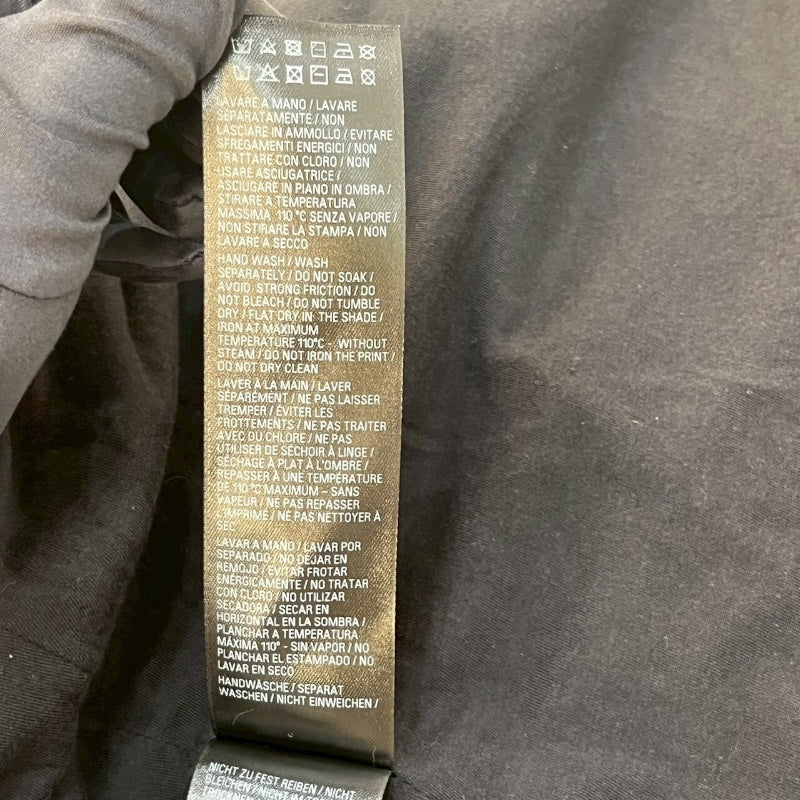 LAVARE A MANO / LAVARE
SEPARATAMENTE / NON
LASCIARE IN AMMOLLO / EVITARE
SFREGAMENTI ENERGICI / NON
TRATTARE CON CLORO / NON
USARE ASCIUGATRICE /
ASCIUGARE IN PIANO IN OMBRA /
STIRARE A TEMPERATURA
MASSIMA 110 °C SENZA VAPORE /
NON STIRARE LA STAMPA / NON
LAVARE A SECCO
HAND WASH / WASH
SEPARATELY / DO NOT SOAK /
AVOID STRONG FRICTION / DO
NOT BLEACH / DO NOT TUMBLE
DRY / FLAT DRY IN THE SHADE /
IRON AT MAXIMUM
TEMPERATURE 110°C - WITHOUT
STEAM / DO NOT IRON THE PRINT /
DO NOT DRY CLEAN
LAVER À LA MAIN / LAVER
SÉPARÉMENT / NE PAS LAISSER
TREMPER / ÉVITER LES
FROTTEMENTS / NE PAS TRAITER
AVEC DU CHLORE / NE PAS
UTILISER DE SÉCHOIR À LINGE /
SÉCHAGE À PLAT À L'OMBRE /
REPASSER À UNE TEMPÉRATURE
DE 110 °C MAXIMUM – SANS
VAPEUR / NE PAS REPASSER
L'IMPRIMÉ / NE PAS NETTOYER À
SEC
LAVAR A MANO / LAVAR POR
SEPARADO / NO DEJAR EN
REMOJO / EVITAR FROTAR
ENÉRGICAMENTE / NO TRATAR
CON CLORO / NO UTILIZAR
SECADORA / SECAR EN
HORIZONTAL EN LA SOMBRA /
PLANCHAR A TEMPERATURA
MÁXIMA 110° - SIN VAPOR / NO
PLANCHAR EL ESTAMPADO / NO
LAVAR EN SECO
HANDWÄSCHE / SEPARAT
WASCHEN / NICHT EINWEICHEN /
NICHT ZU FEST REIBEN / NICHT
BLEICHEN / NICHT IM